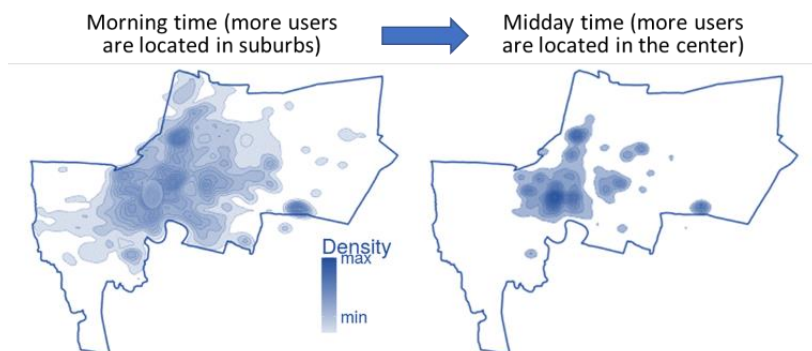 Morning time (more users
are located in suburbs)
Midday time (more users
are located in the center)
Density
max
min